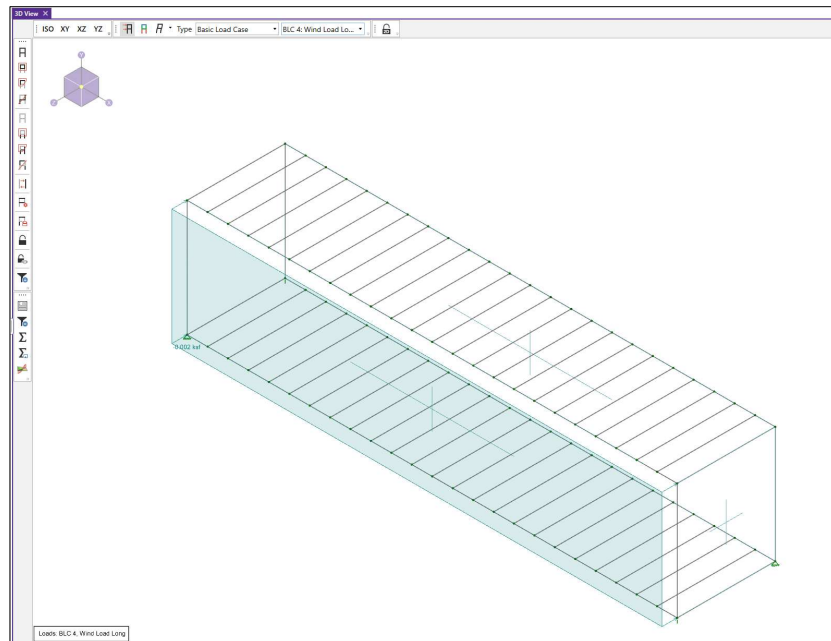 3D View
ISO XY XZ YZ Type Basic Load Case BLC 4: Wind Load Lo...
Y
Z X
0.002 ksf
Loads: BLC 4, Wind Load Long